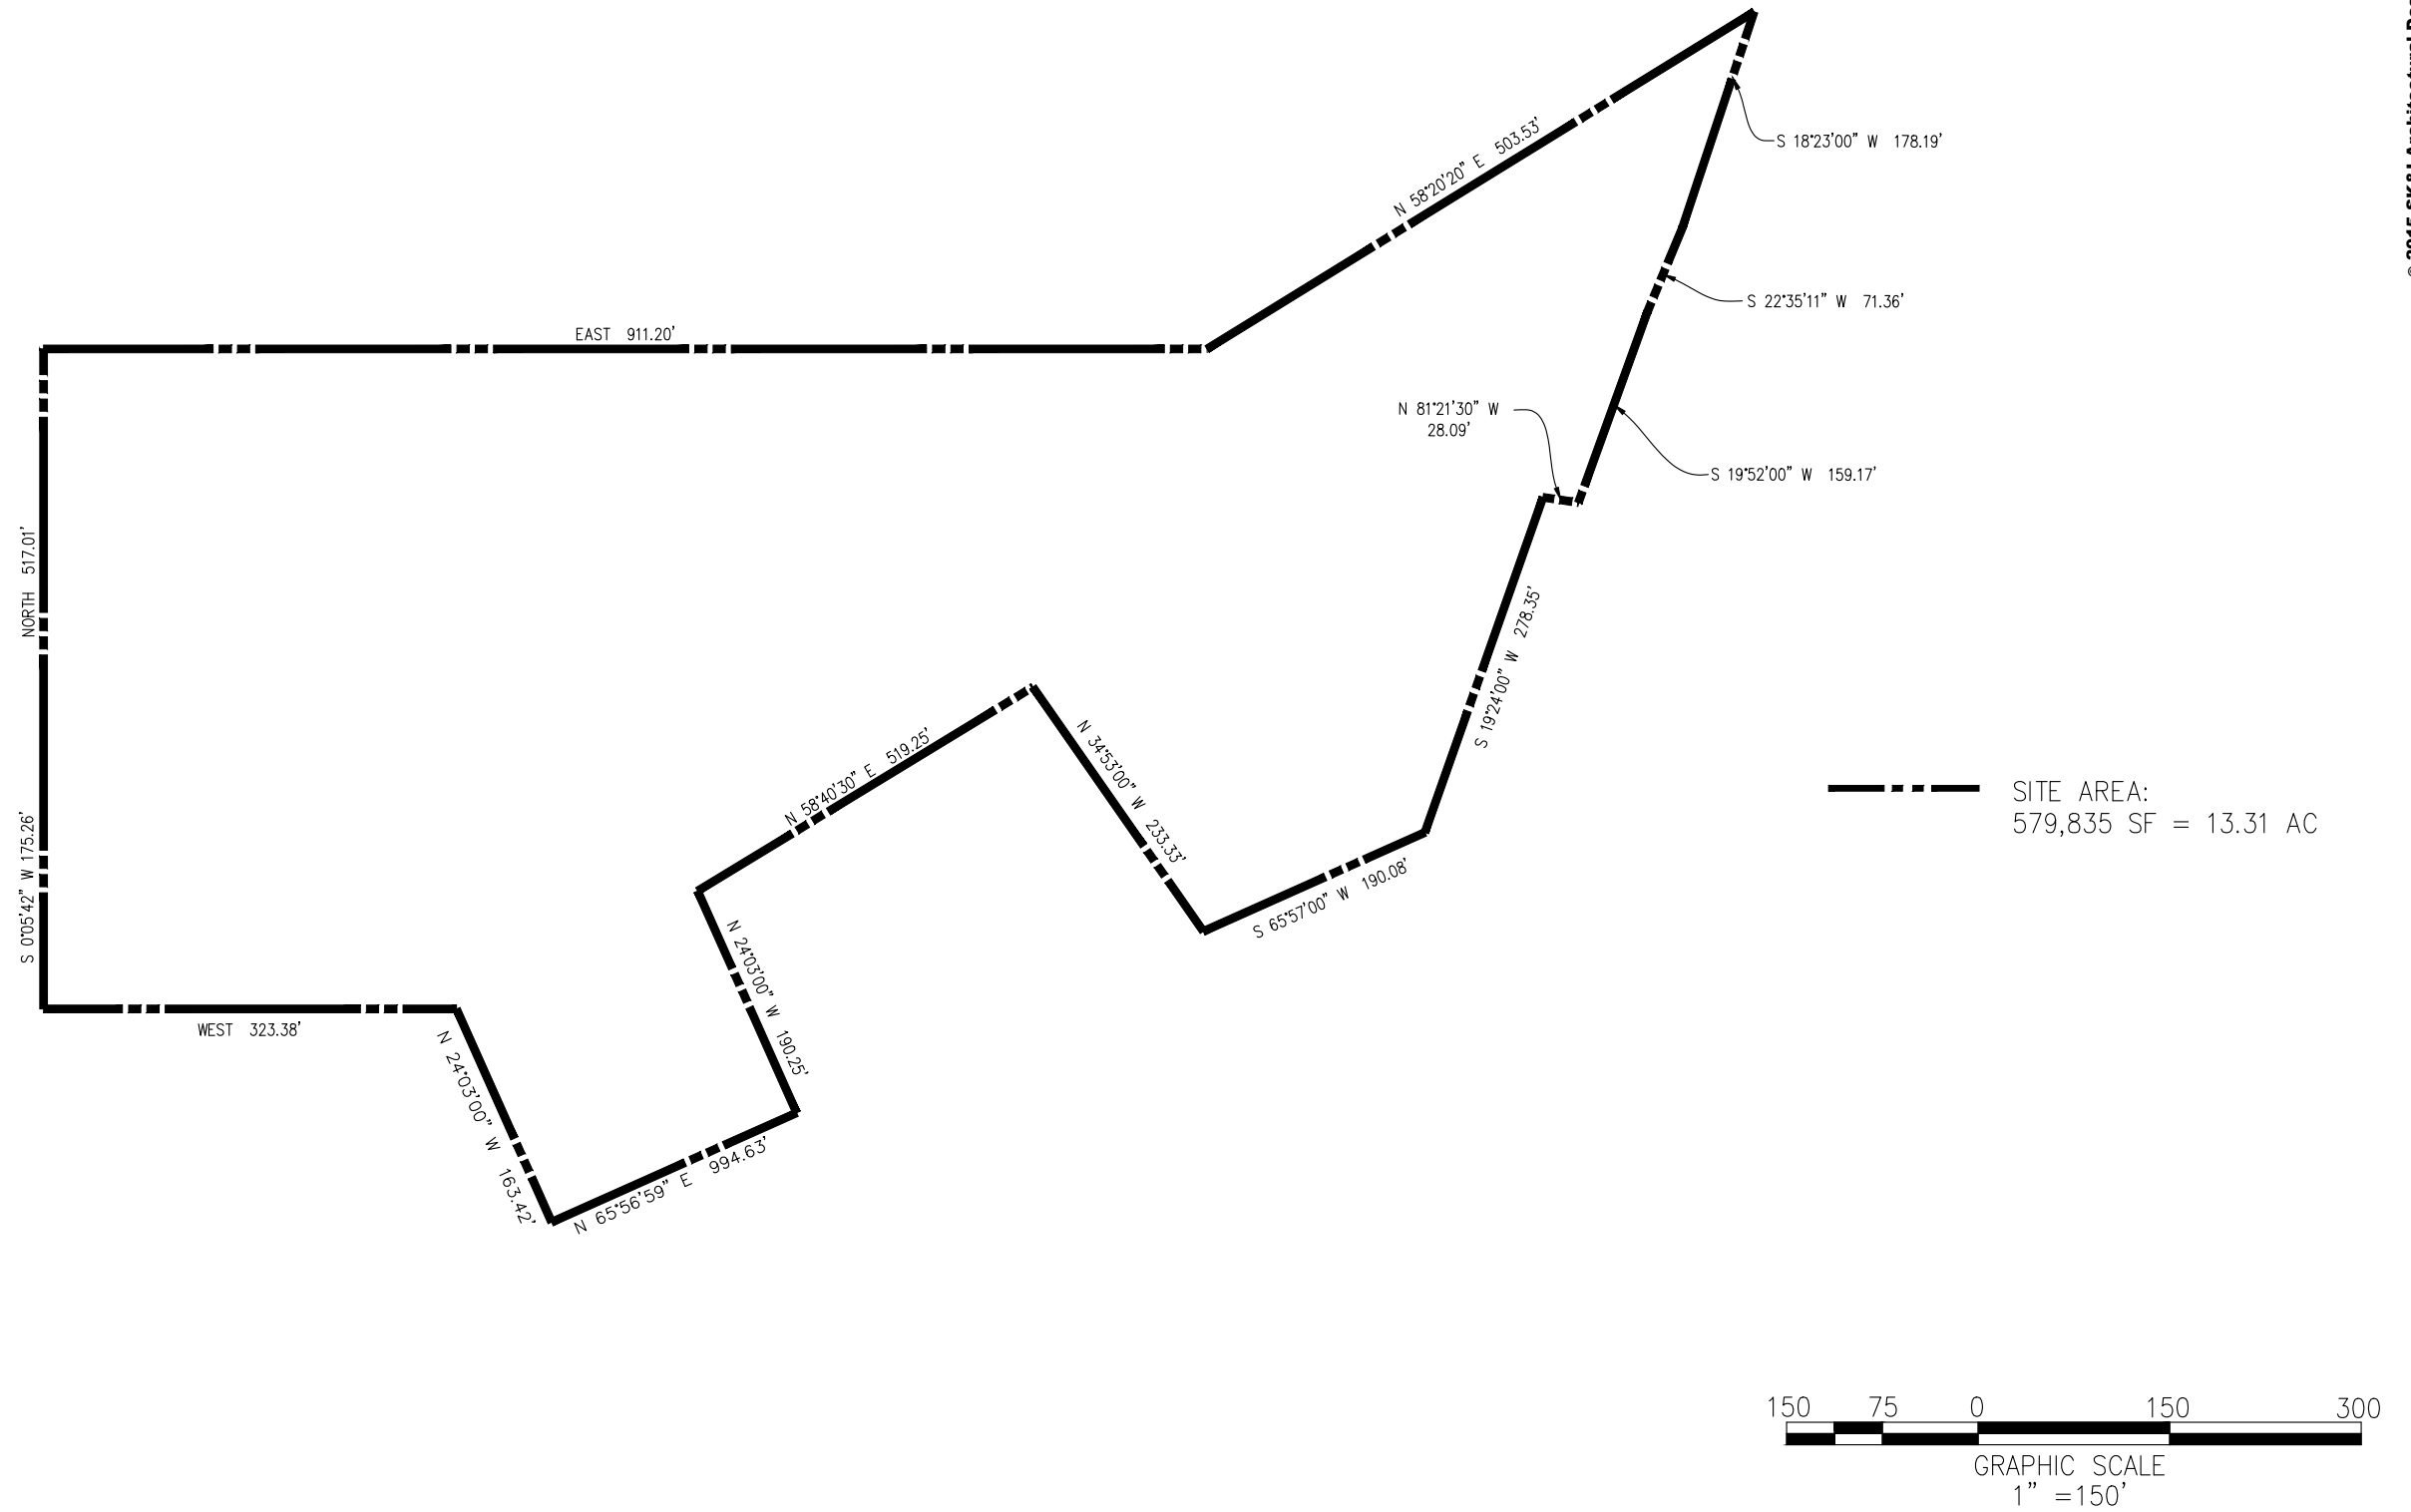 S 18°23'00" W 178.19'
N 58°20'20" E 503.53'
S 22°35'11" W 71.36'
EAST 911.20'
N 81°21'30" W
28.09'
S 19°52'00" W 159.17'
NORTH 517.01'
S 19°24'00" W 278.35'
N 58°40'30" E 519.25'
N 34°53'00" W 233.33'
SITE AREA:
579,835 SF = 13.31 AC
S 0°05'42" W 175.26'
S 65°57'00" W 190.08'
N 24°03'00" W 190.25'
WEST 323.38'
N 24°03'00" W 163.42'
N 65°56'59" E 994.63'
150 75 0 150 300
GRAPHIC SCALE
1" =150'